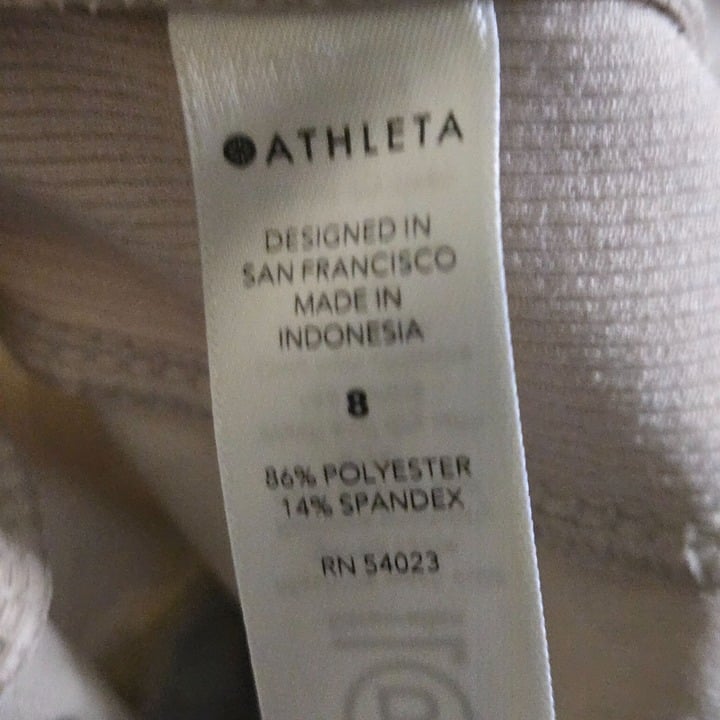 ATHLETA
DESIGNED IN
SAN FRANCISCO
MADE IN
INDONESIA
8
86% POLYESTER
14% SPANDEX
RN 54023